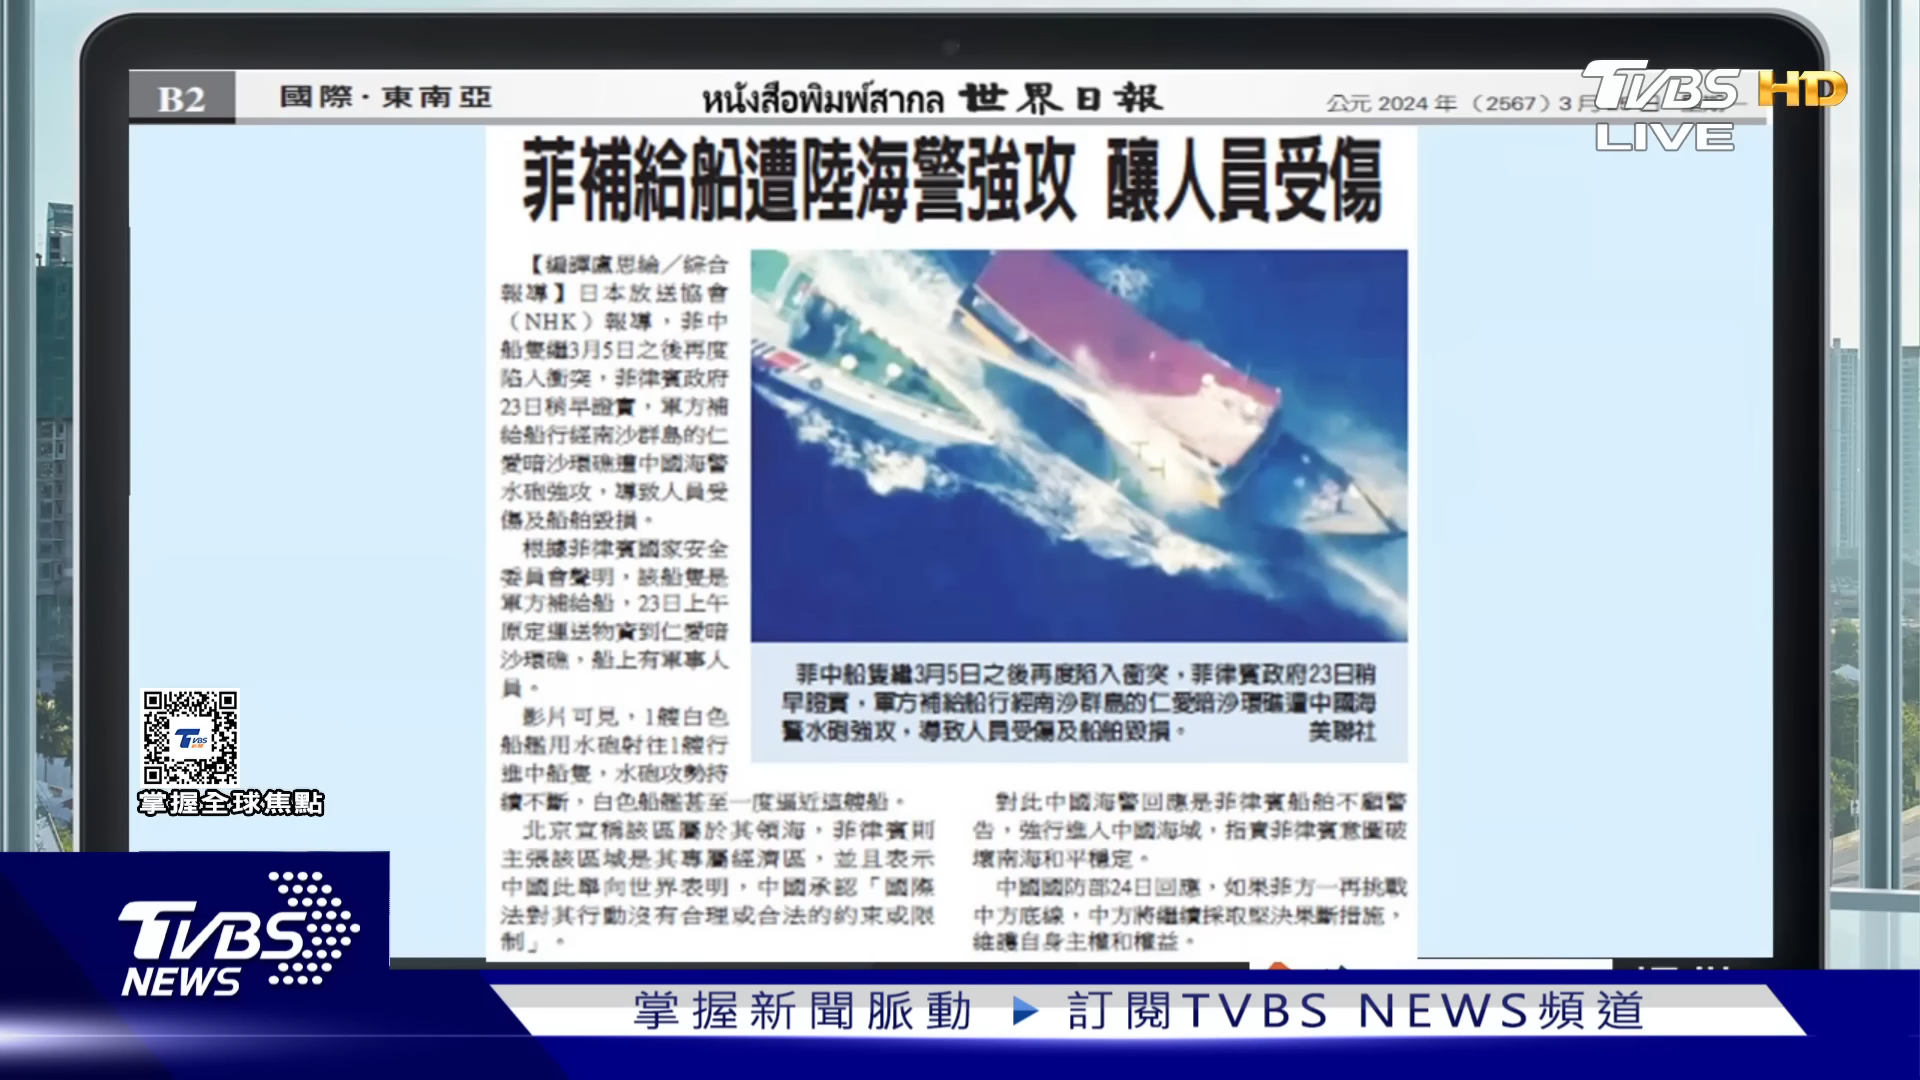 B2
國際·東南亞
หนังสือพิมพ์สากล 世界日報
公元 2024 年 （2567）3 月
TVBS HD
LIVE
菲補給船遭陸海警強攻 釀人員受傷
【編譯盧思綸／綜合
報導】日本放送協會
（NHK）報導，菲中
船隻繼3月5日之後再度
陷入衝突，菲律賓政府
23日稍早證實，軍方補
給船行經南沙群島的仁
愛暗沙環礁遭中國海警
水砲強攻，導致人員受
傷及船舶毀損。
根據菲律賓國家安全
委員會聲明，該船隻是
軍方補給船，23日上午
原定運送物資到仁愛暗
沙環礁，船上有軍事人
員。
影片可見，1艘白色
船艦用水砲射往1艘行
進中船隻，水砲攻勢持
續不斷，白色船艦甚至一度逼近這艘船。
北京宣稱該區屬於其領海，菲律賓則
主張該區域是其專屬經濟區，並且表示
中國此舉向世界表明，中國承認「國際
法對其行動沒有合理或合法的約束或限
制」。
菲中船隻繼3月5日之後再度陷入衝突，菲律賓政府23日稍
早證實，軍方補給船行經南沙群島的仁愛暗沙環礁遭中國海
警水砲強攻，導致人員受傷及船舶毀損。 美聯社
對此中國海警回應是菲律賓船舶不顧警
告，強行進入中國海域，指責菲律賓意圖破
壞南海和平穩定。
中國國防部24日回應，如果菲方一再挑戰
中方底線，中方將繼續採取堅決果斷措施，
維護自身主權和權益。
TVBS
掌握全球焦點
TVBS
NEWS
掌握新聞脈動 ▶ 訂閱TVBS NEWS頻道